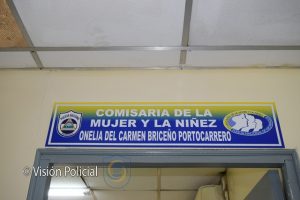 COMISARIA DE LA
MUJER Y LA NIÑEZ
ONELIA DEL CARMEN BRICEÑO PORTOCARRERO
© Visión Policial